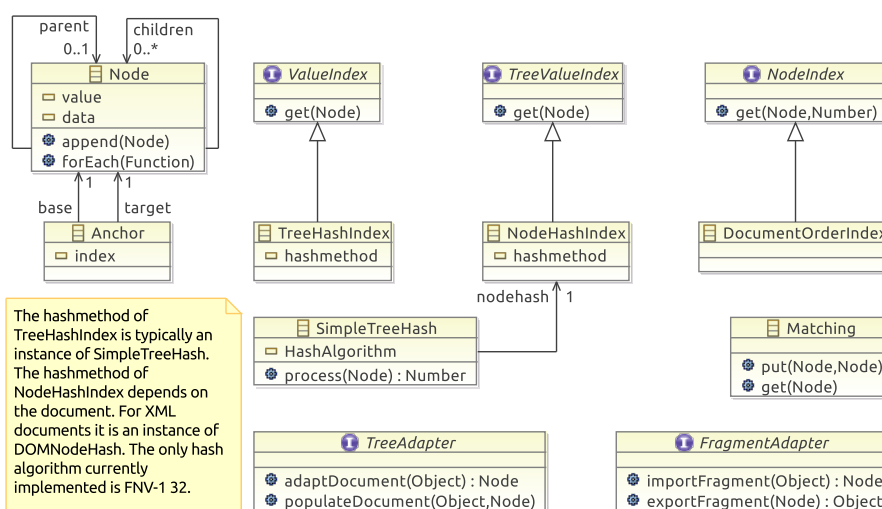 parent
0..1
children
0..*
Node
value
data
append(Node)
forEach(Function)
1
1
base
target
Anchor
index
I ValueIndex
get(Node)
I TreeValueIndex
get(Node)
I NodeIndex
get(Node,Number)
TreeHashIndex
hashmethod
NodeHashIndex
hashmethod
DocumentOrderIndex
nodehash
1
SimpleTreeHash
HashAlgorithm
process(Node) : Number
Matching
put(Node,Node)
get(Node)
The hashmethod of
TreeHashIndex is typically an
instance of SimpleTreeHash.
The hashmethod of
NodeHashIndex depends on
the document. For XML
documents it is an instance of
DOMNodeHash. The only hash
algorithm currently
implemented is FNV-1 32.
I TreeAdapter
adaptDocument(Object) : Node
populateDocument(Object,Node)
I FragmentAdapter
importFragment(Object) : Node
exportFragment(Node) : Object